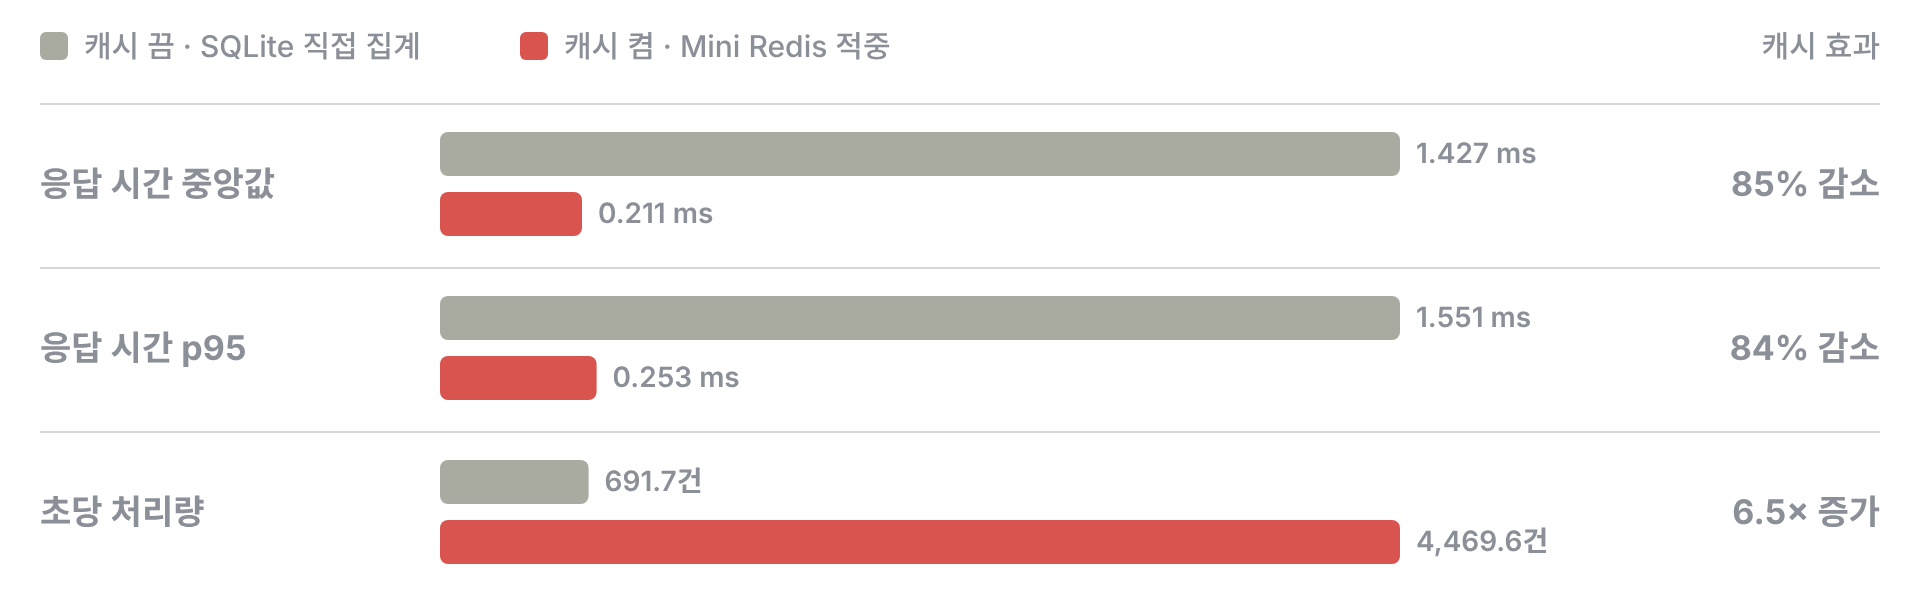 캐시 끔 · SQLite 직접 집계
캐시 켬 · Mini Redis 적중
캐시 효과
응답 시간 중앙값
1.427 ms
0.211 ms
85% 감소
응답 시간 p95
1.551 ms
0.253 ms
84% 감소
초당 처리량
691.7건
4,469.6건
6.5× 증가